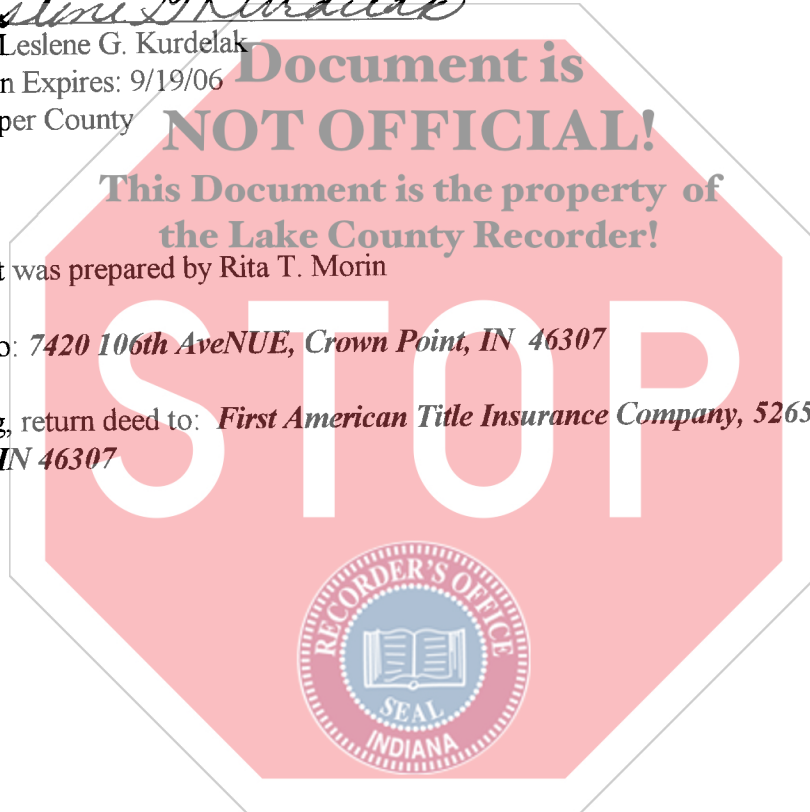 Leslene G. Kurdelak
n Expires: 9/19/06
per County
Document is
NOT OFFICIAL!
This Document is the property of
the Lake County Recorder!
t was prepared by Rita T. Morin
o: 7420 106th AveNUE, Crown Point, IN 46307
g, return deed to: First American Title Insurance Company, 5265
IN 46307
STOP
RECORDER'S OFFICE
SEAL
INDIANA